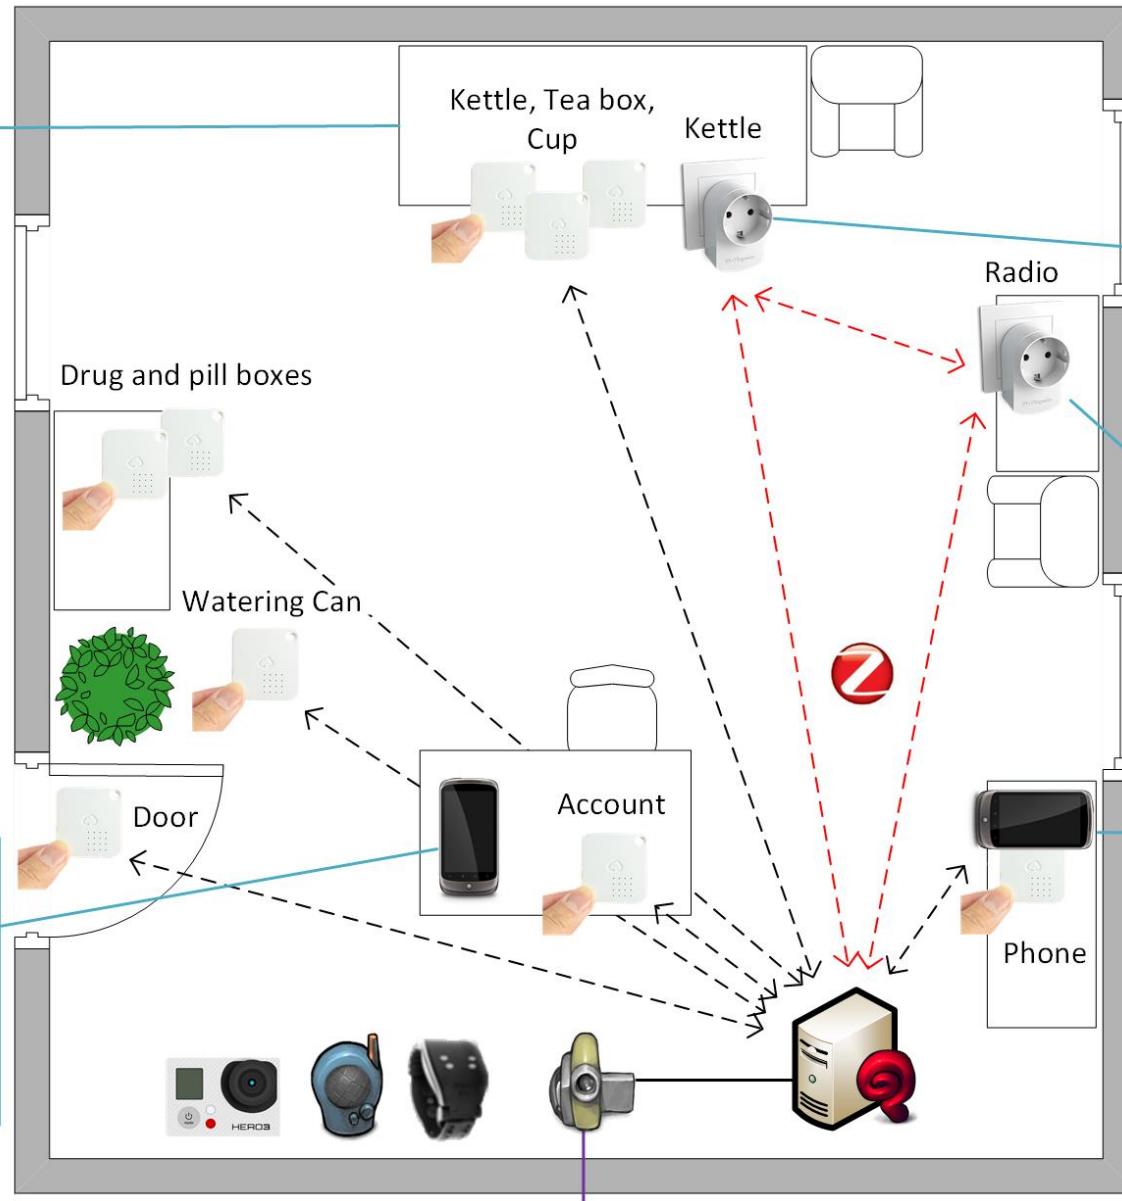 Kettle, Tea box,
Cup
Kettle
Radio
Drug and pill boxes
Watering Can
Door
Account
Phone
HERO3